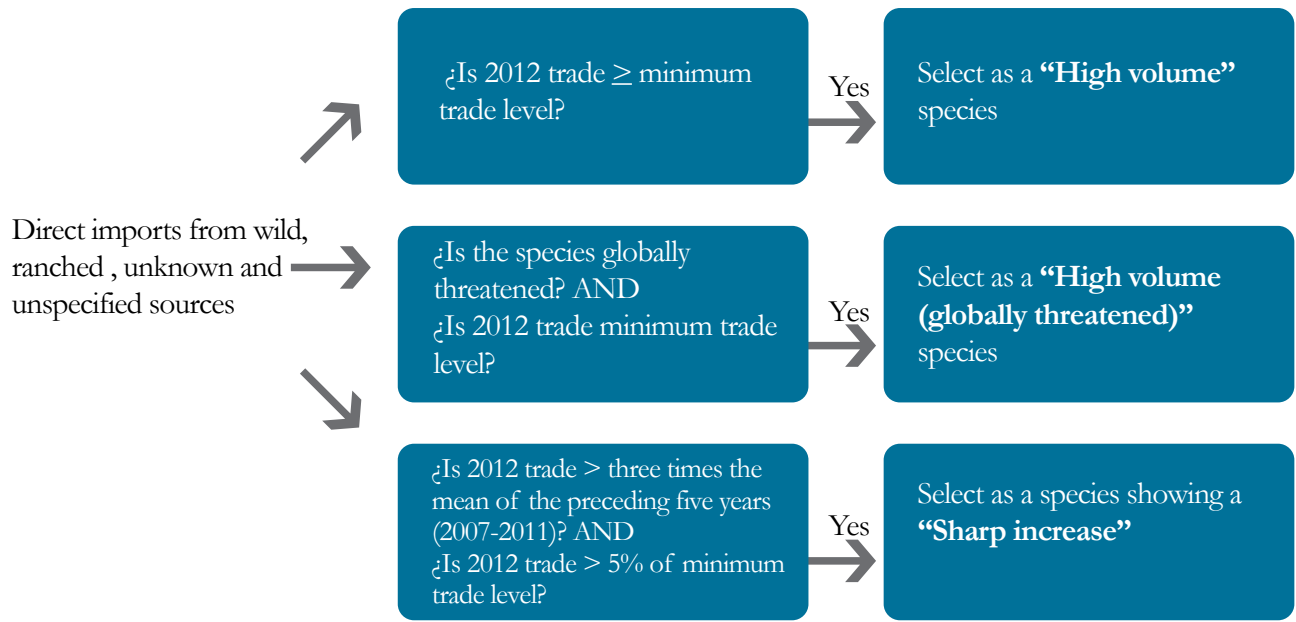 Direct imports from wild,
ranched , unknown and
unspecified sources
¿Is 2012 trade ≥ minimum
trade level?
Yes
Select as a “High volume”
species
¿Is the species globally
threatened? AND
¿Is 2012 trade minimum trade
level?
Yes
Select as a “High volume
(globally threatened)”
species
¿Is 2012 trade > three times the
mean of the preceding five years
(2007-2011)? AND
¿Is 2012 trade > 5% of minimum
trade level?
Yes
Select as a species showing a
“Sharp increase”